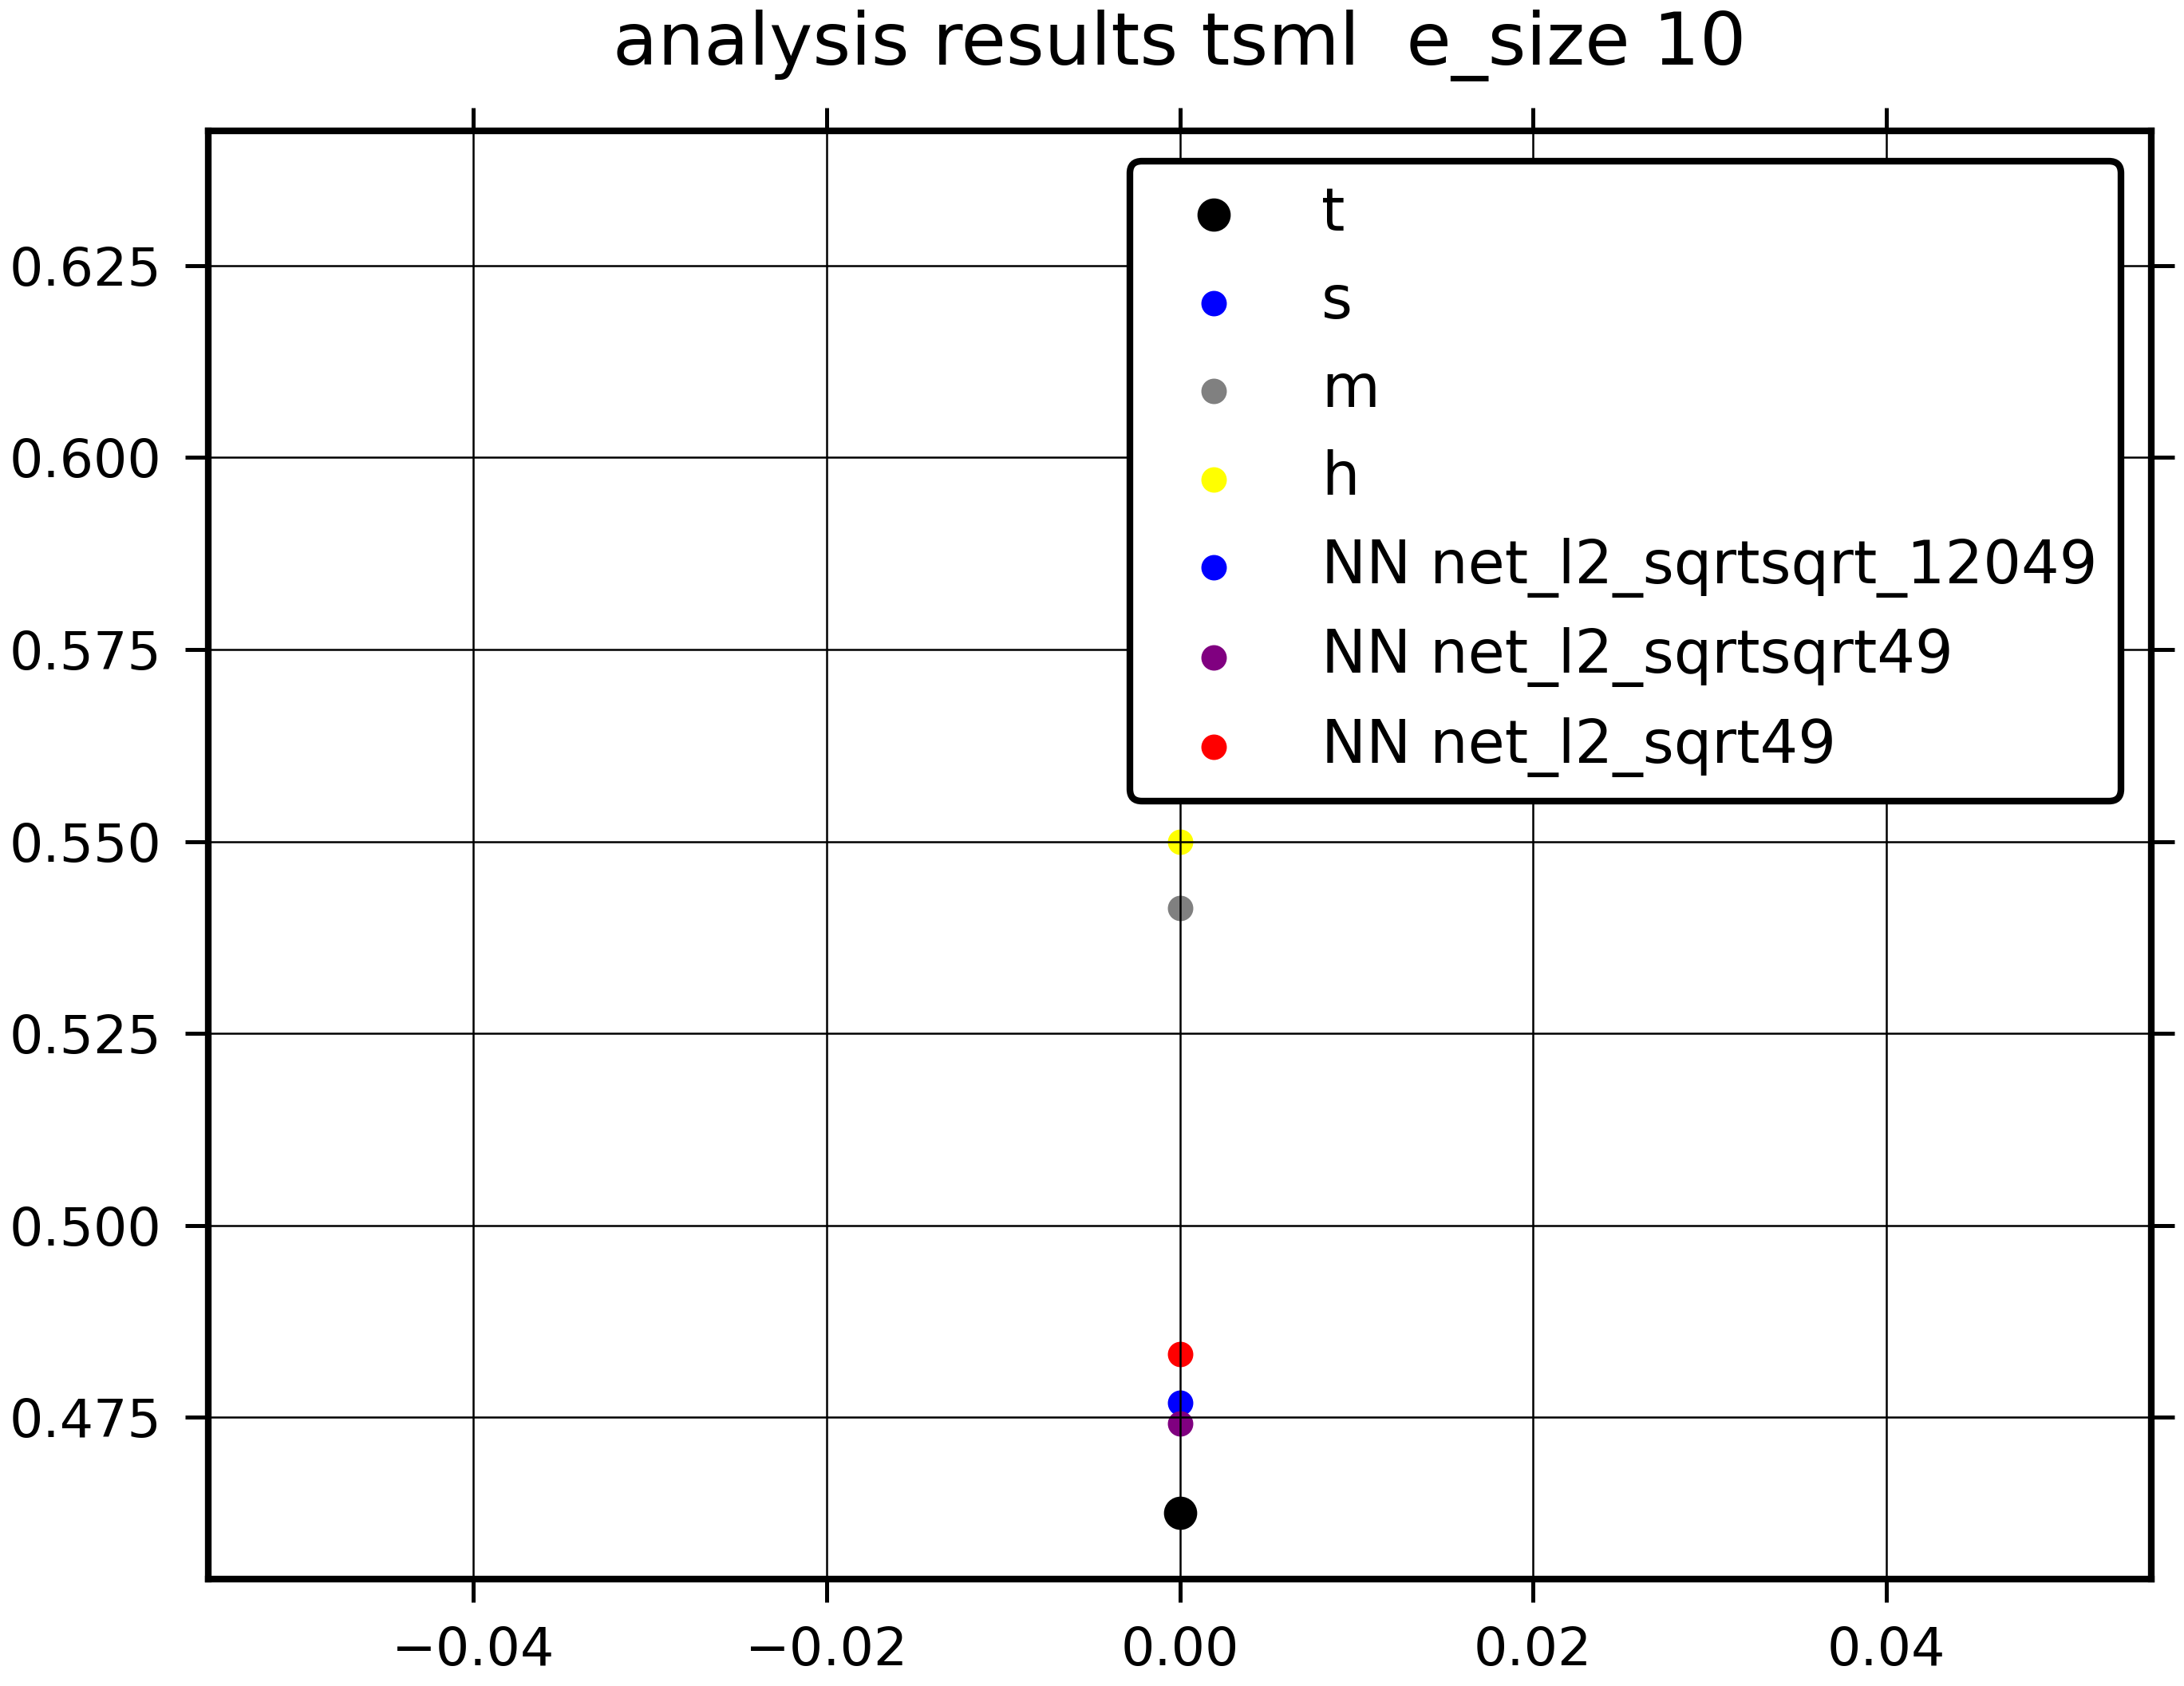 analysis results tsml  e_size 10
t
s
m
h
NN net_l2_sqrtsqrt_12049
NN net_l2_sqrtsqrt49
NN net_l2_sqrt49
0.625
0.600
0.575
0.550
0.525
0.500
0.475
−0.04 −0.02 0.00 0.02 0.04